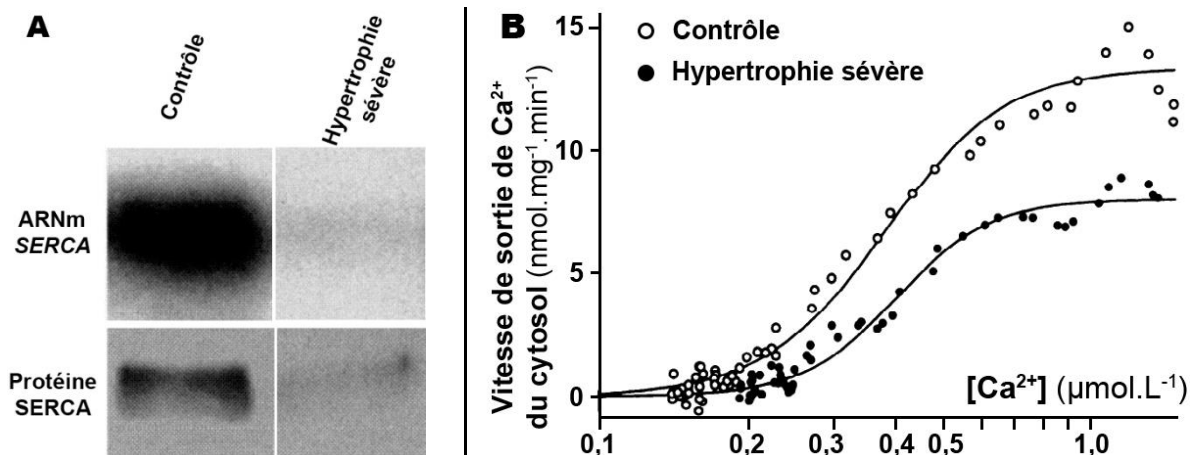 A
Contrôle
Hypertrophie
sévère
ARNm
SERCA
Protéine
SERCA
B
Contrôle
Hypertrophie sévère
Vitesse de sortie de Ca²⁺
du cytosol (nmol.mg⁻¹.min⁻¹)
15
10
5
0
[Ca²⁺] (µmol.L⁻¹)
0,1 0,2 0,3 0,4 0,5 1,0